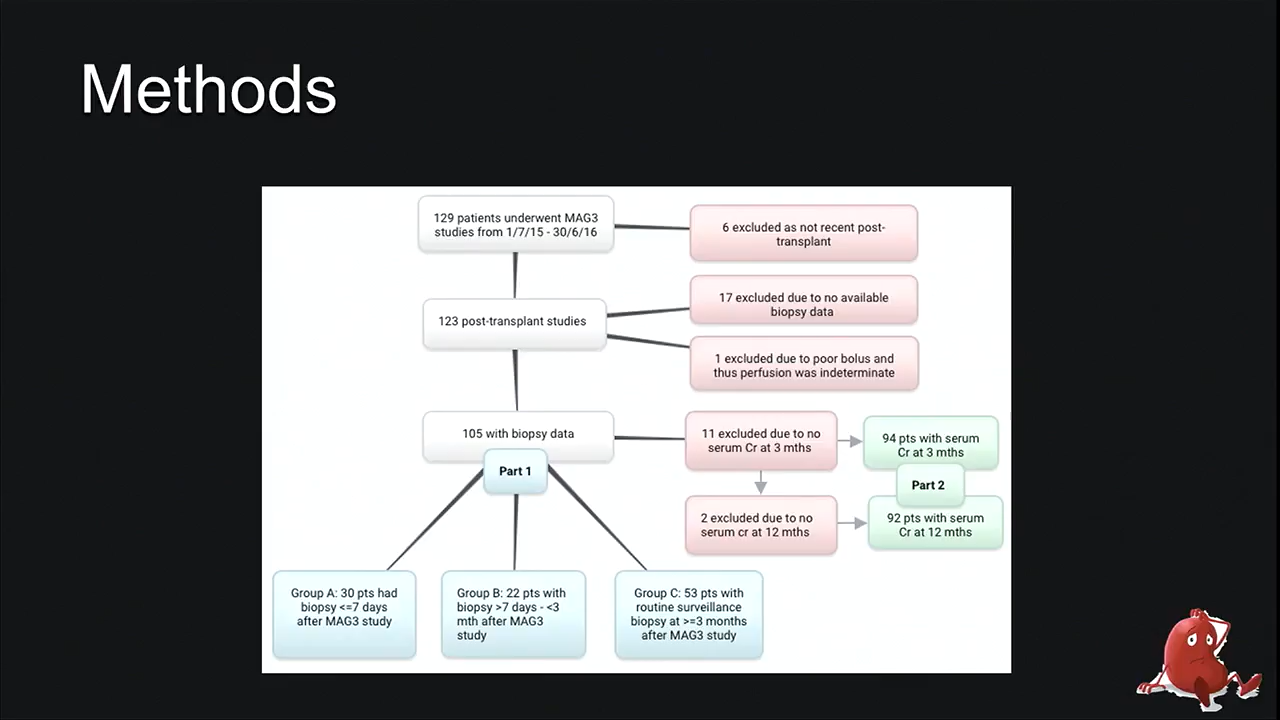 Methods
129 patients underwent MAG3
studies from 1/7/15 - 30/6/16
6 excluded as not recent post-
transplant
123 post-transplant studies
17 excluded due to no available
biopsy data
1 excluded due to poor bolus and
thus perfusion was indeterminate
105 with biopsy data
11 excluded due to no
serum Cr at 3 mths
94 pts with serum
Cr at 3 mths
Part 1
Part 2
2 excluded due to no
serum cr at 12 mths
92 pts with serum
Cr at 12 mths
Group A: 30 pts had
biopsy <=7 days
after MAG3 study
Group B: 22 pts with
biopsy >7 days - <3
mth after MAG3
study
Group C: 53 pts with
routine surveillance
biopsy at >=3 months
after MAG3 study